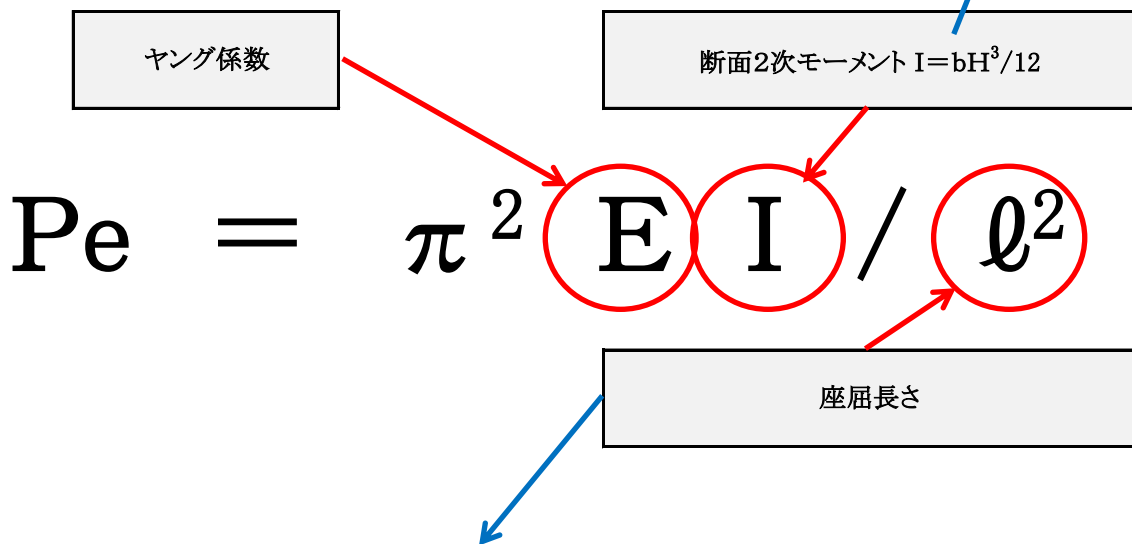 ヤング係数
断面2次モーメント I=bH³/12
Pe = π² E I / ℓ²
座屈長さ